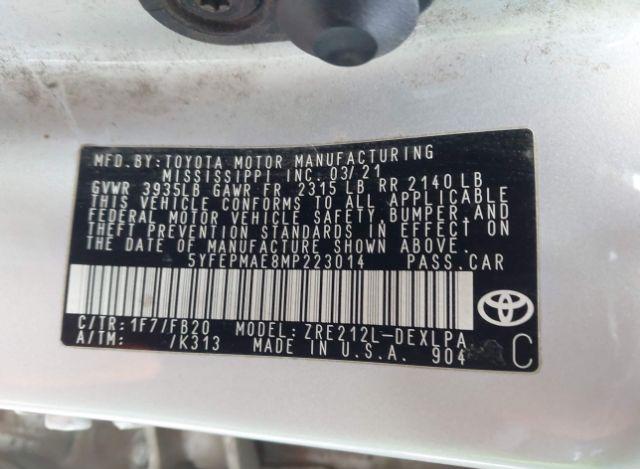 MFD. BY: TOYOTA MOTOR MANUFACTURING
MISSISSIPPI INC. 03/21
GVWR 3935LB GAWR FR 2315 LB RR 2140 LB
THIS VEHICLE CONFORMS TO ALL APPLICABLE
FEDERAL MOTOR VEHICLE SAFETY, BUMPER, AND
THEFT PREVENTION STANDARDS IN EFFECT ON
THE DATE OF MANUFACTURE SHOWN ABOVE.
5YFEPMAE8MP223014 PASS. CAR
C/TR: 1F7/FB20 MODEL: ZRE212L-DEXLPA
A/TM: /K313 MADE IN U.S.A. 904
C